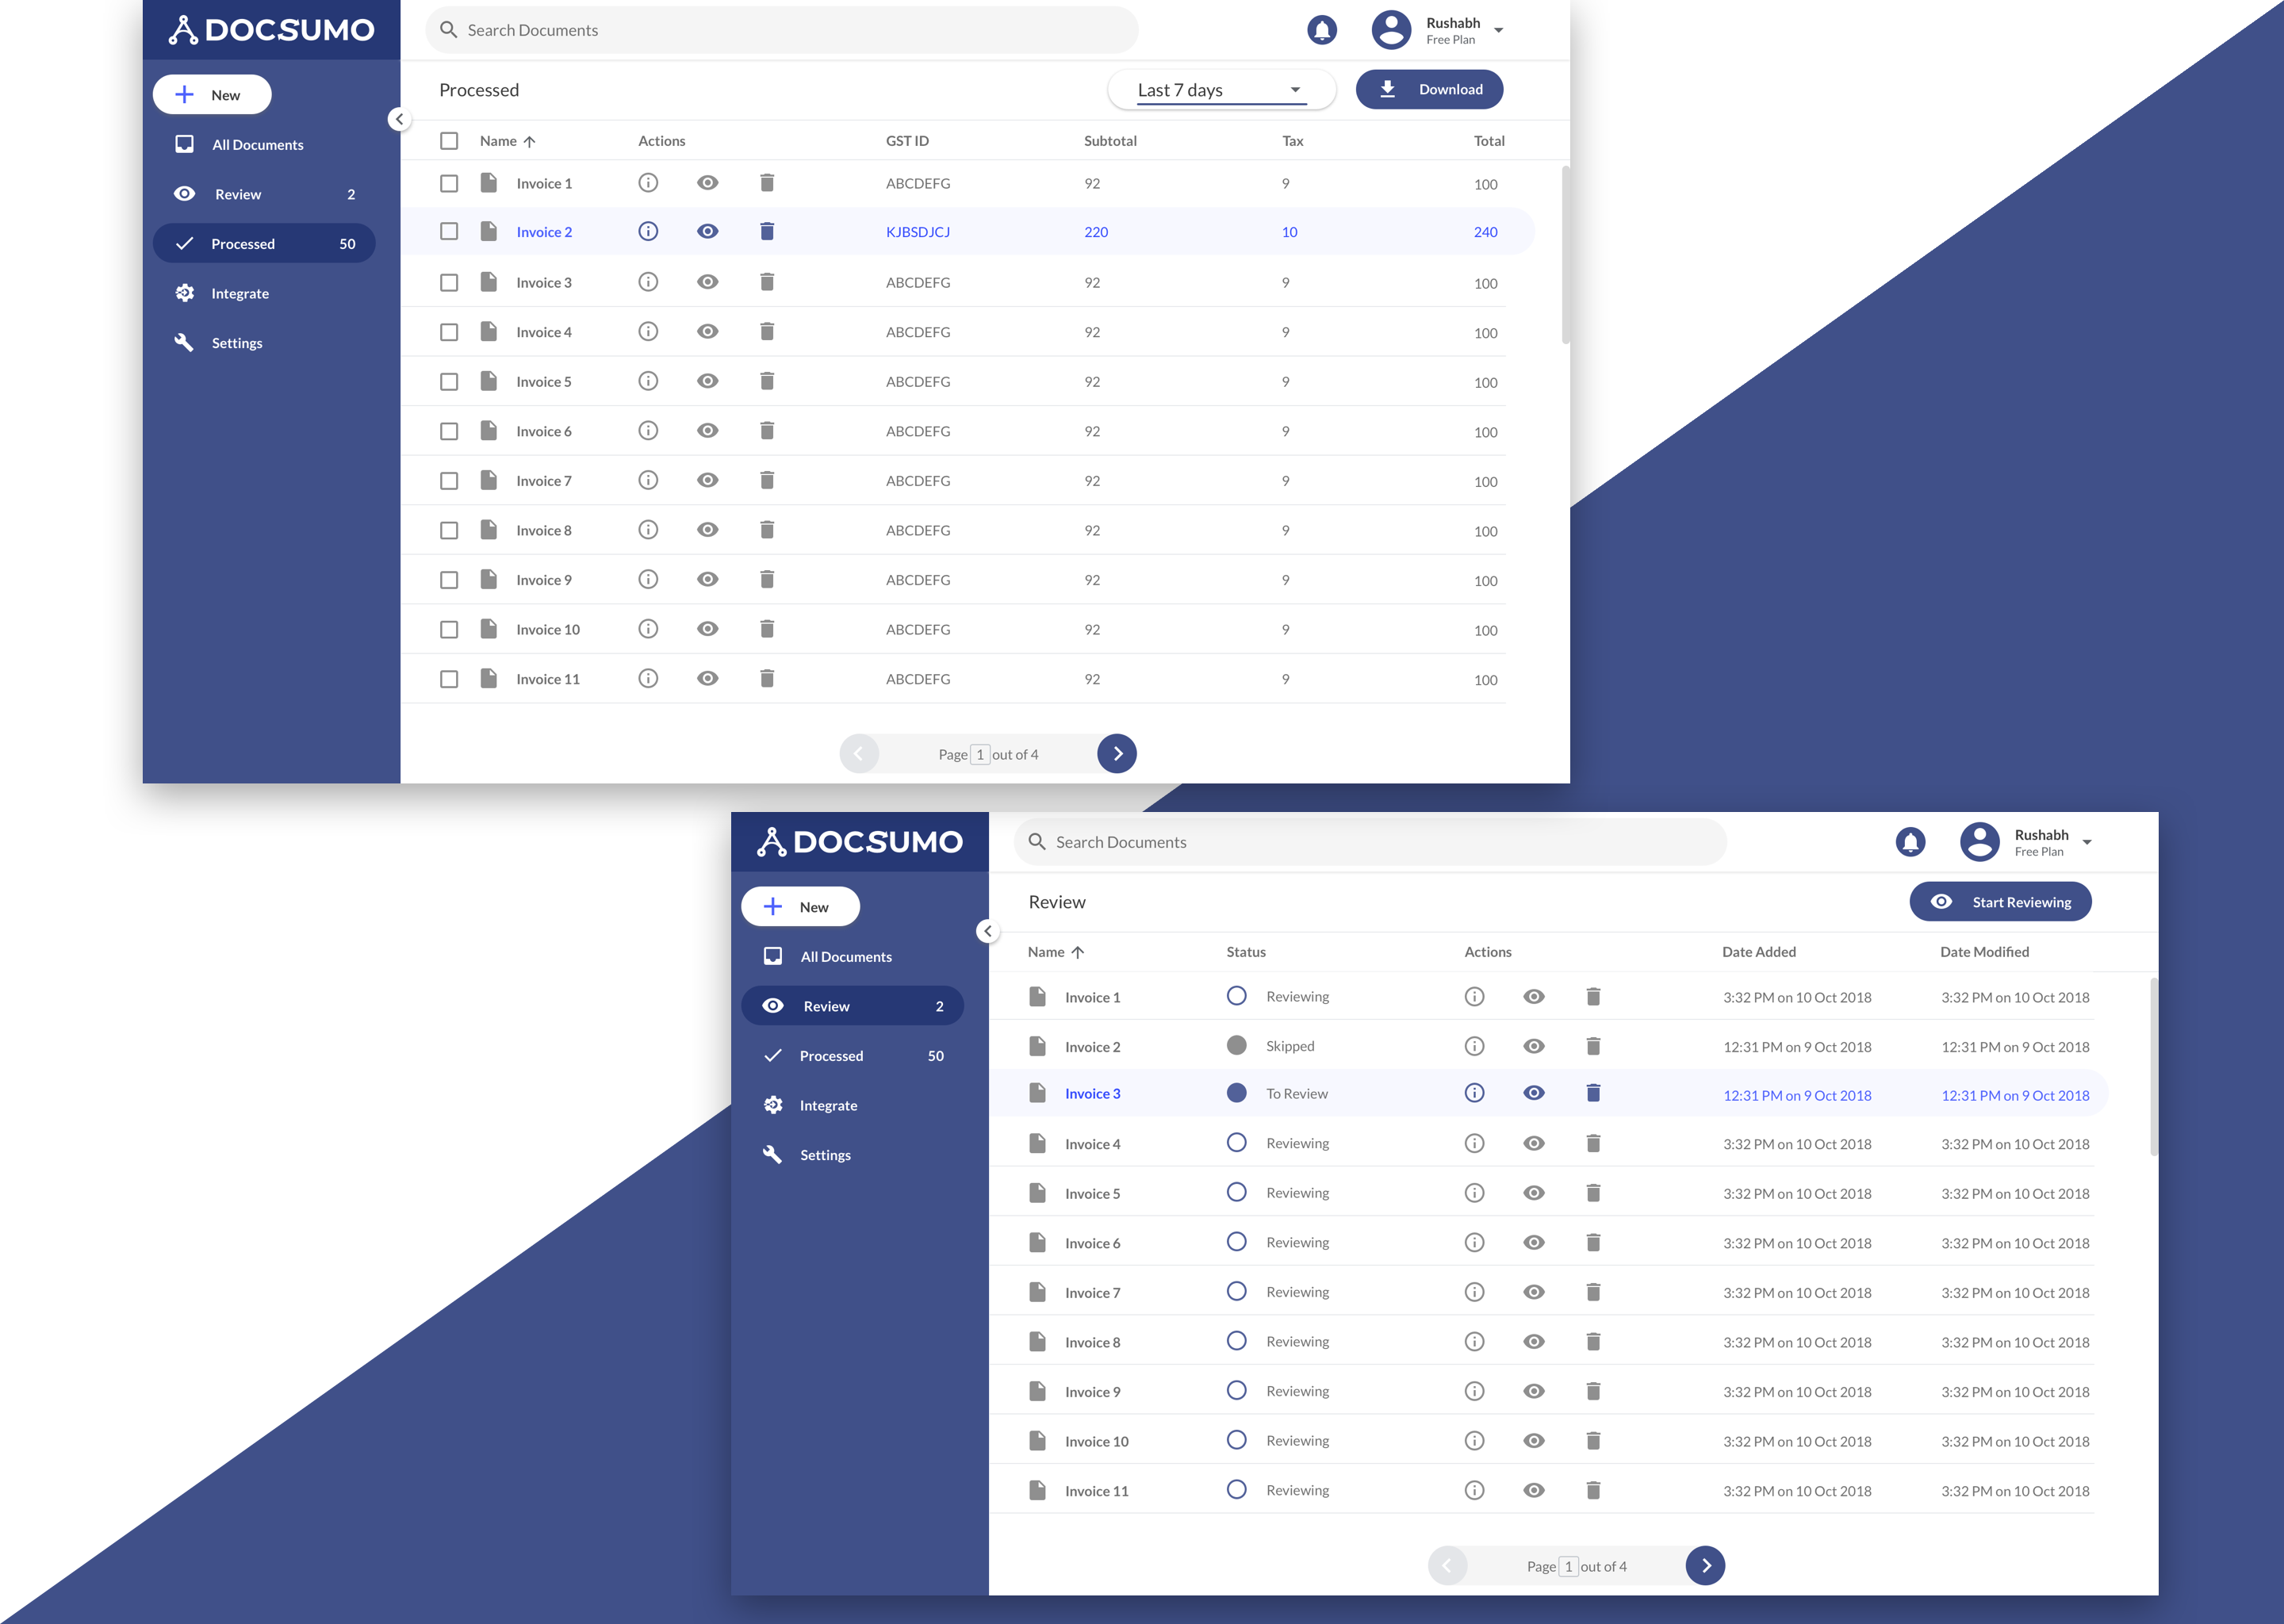 DOCSUMO
Search Documents
Rushabh
Free Plan
New
All Documents
Review 2
Processed 50
Integrate
Settings
Processed
Last 7 days
Download
Name Actions GST ID Subtotal Tax Total
Invoice 1 ABCDEFG 92 9 100
Invoice 2 KJBSDJCJ 220 10 240
Invoice 3 ABCDEFG 92 9 100
Invoice 4 ABCDEFG 92 9 100
Invoice 5 ABCDEFG 92 9 100
Invoice 6 ABCDEFG 92 9 100
Invoice 7 ABCDEFG 92 9 100
Invoice 8 ABCDEFG 92 9 100
Invoice 9 ABCDEFG 92 9 100
Invoice 10 ABCDEFG 92 9 100
Invoice 11 ABCDEFG 92 9 100
Page 1 out of 4
DOCSUMO
Search Documents
Rushabh
Free Plan
New
All Documents
Review 2
Processed 50
Integrate
Settings
Review
Start Reviewing
Name Status Actions Date Added Date Modified
Invoice 1 Reviewing 3:32 PM on 10 Oct 2018 3:32 PM on 10 Oct 2018
Invoice 2 Skipped 12:31 PM on 9 Oct 2018 12:31 PM on 9 Oct 2018
Invoice 3 To Review 12:31 PM on 9 Oct 2018 12:31 PM on 9 Oct 2018
Invoice 4 Reviewing 3:32 PM on 10 Oct 2018 3:32 PM on 10 Oct 2018
Invoice 5 Reviewing 3:32 PM on 10 Oct 2018 3:32 PM on 10 Oct 2018
Invoice 6 Reviewing 3:32 PM on 10 Oct 2018 3:32 PM on 10 Oct 2018
Invoice 7 Reviewing 3:32 PM on 10 Oct 2018 3:32 PM on 10 Oct 2018
Invoice 8 Reviewing 3:32 PM on 10 Oct 2018 3:32 PM on 10 Oct 2018
Invoice 9 Reviewing 3:32 PM on 10 Oct 2018 3:32 PM on 10 Oct 2018
Invoice 10 Reviewing 3:32 PM on 10 Oct 2018 3:32 PM on 10 Oct 2018
Invoice 11 Reviewing 3:32 PM on 10 Oct 2018 3:32 PM on 10 Oct 2018
Page 1 out of 4